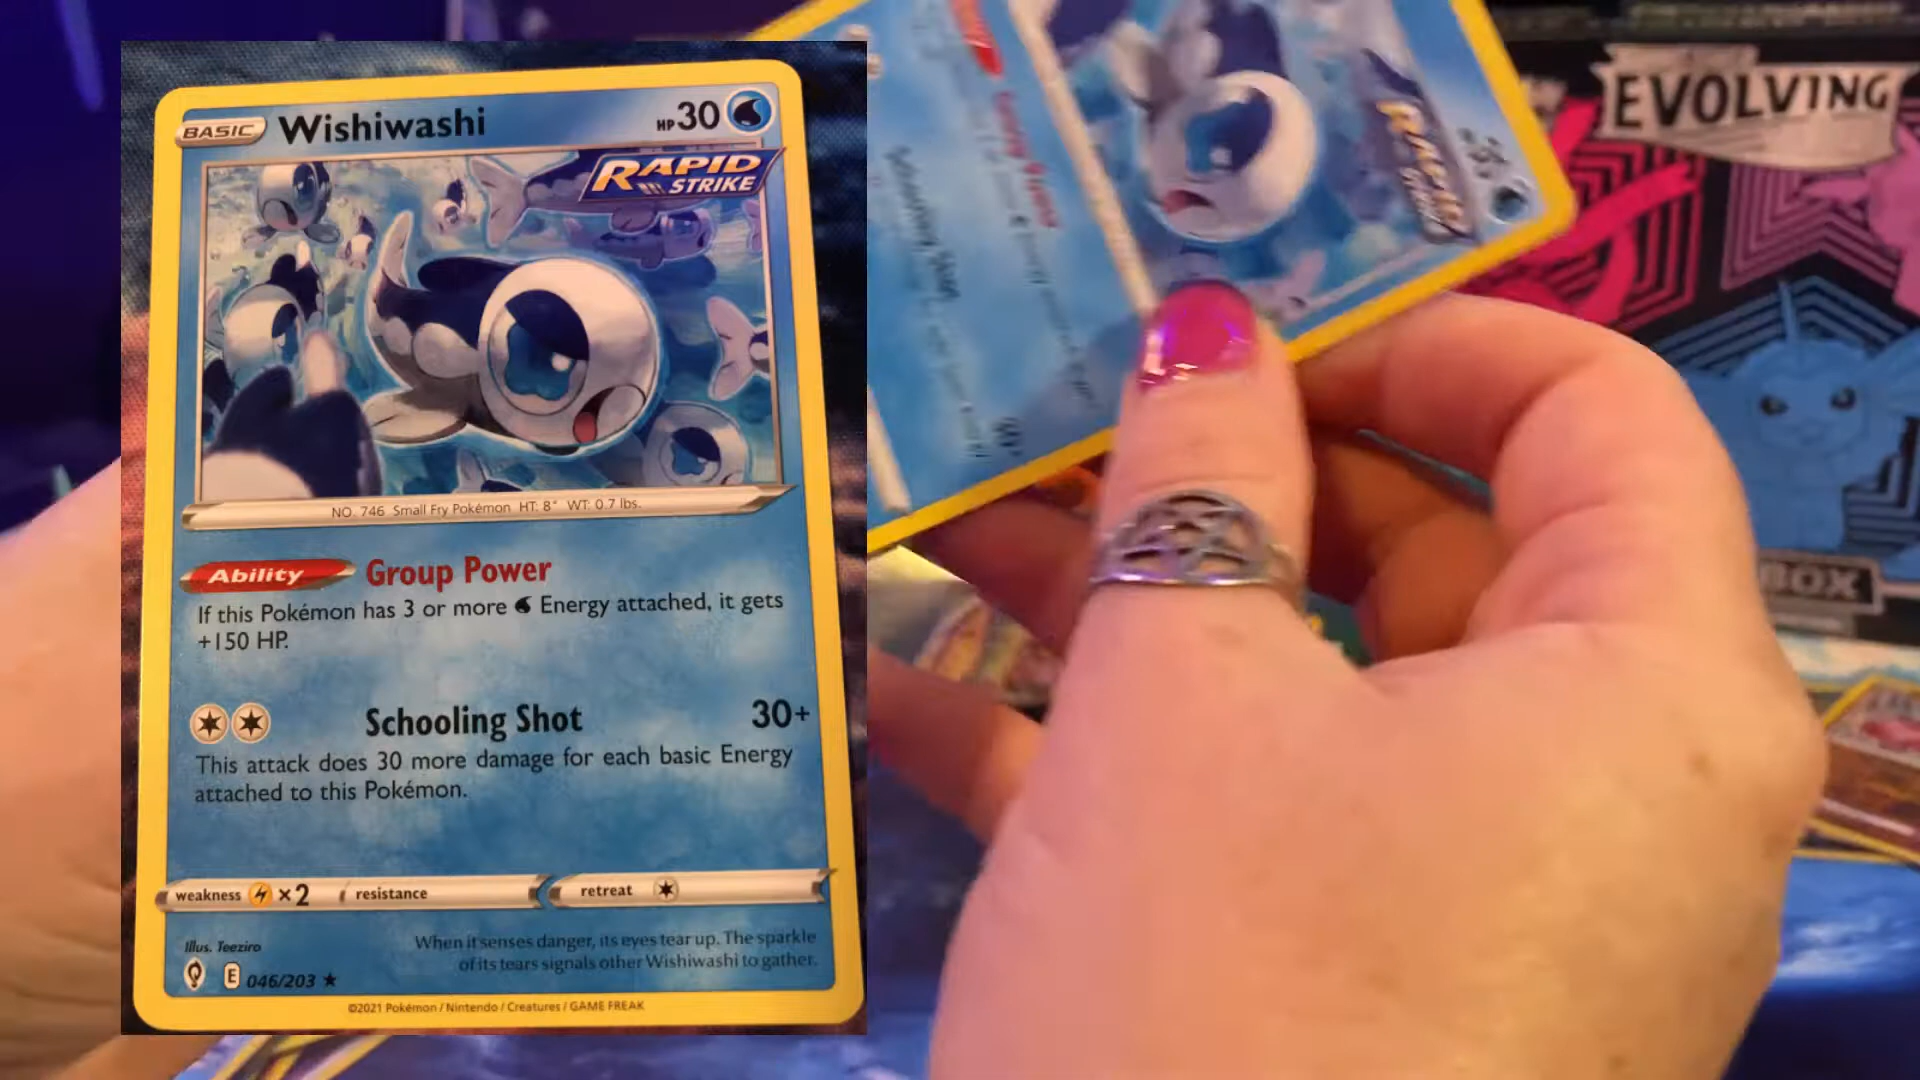 BASIC Wishiwashi HP 30
RAPID
STRIKE
NO. 746 Small Fry Pokémon HT: 8" WT: 0.7 lbs.
Ability Group Power
If this Pokémon has 3 or more Energy attached, it gets
+150 HP.
Schooling Shot 30+
This attack does 30 more damage for each basic Energy
attached to this Pokémon.
weakness ×2 resistance retreat
Illus. Teeziro
When it senses danger, its eyes tear up. The sparkle
of its tears signals other Wishiwashi to gather.
E 046/203 ★
©2021 Pokémon / Nintendo / Creatures / GAME FREAK
EVOLVING
BOX